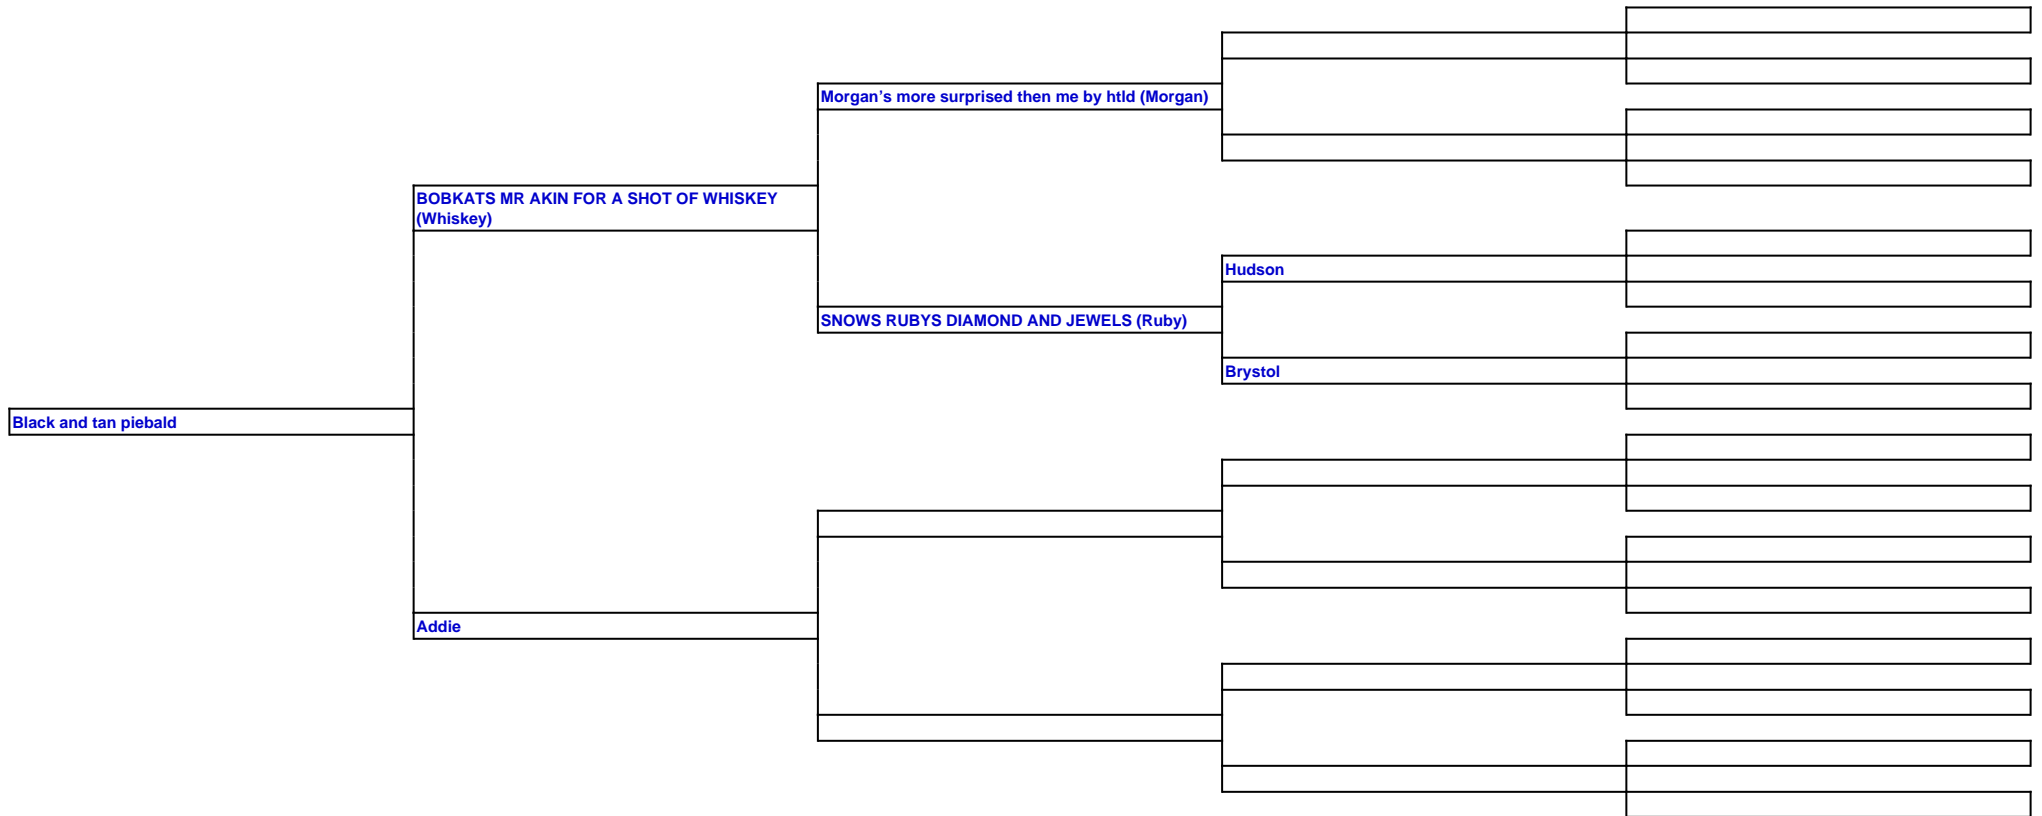 Morgan’s more surprised then me by htld (Morgan)
BOBKATS MR AKIN FOR A SHOT OF WHISKEY
(Whiskey)
Hudson
SNOWS RUBYS DIAMOND AND JEWELS (Ruby)
Brystol
Black and tan piebald
Addie